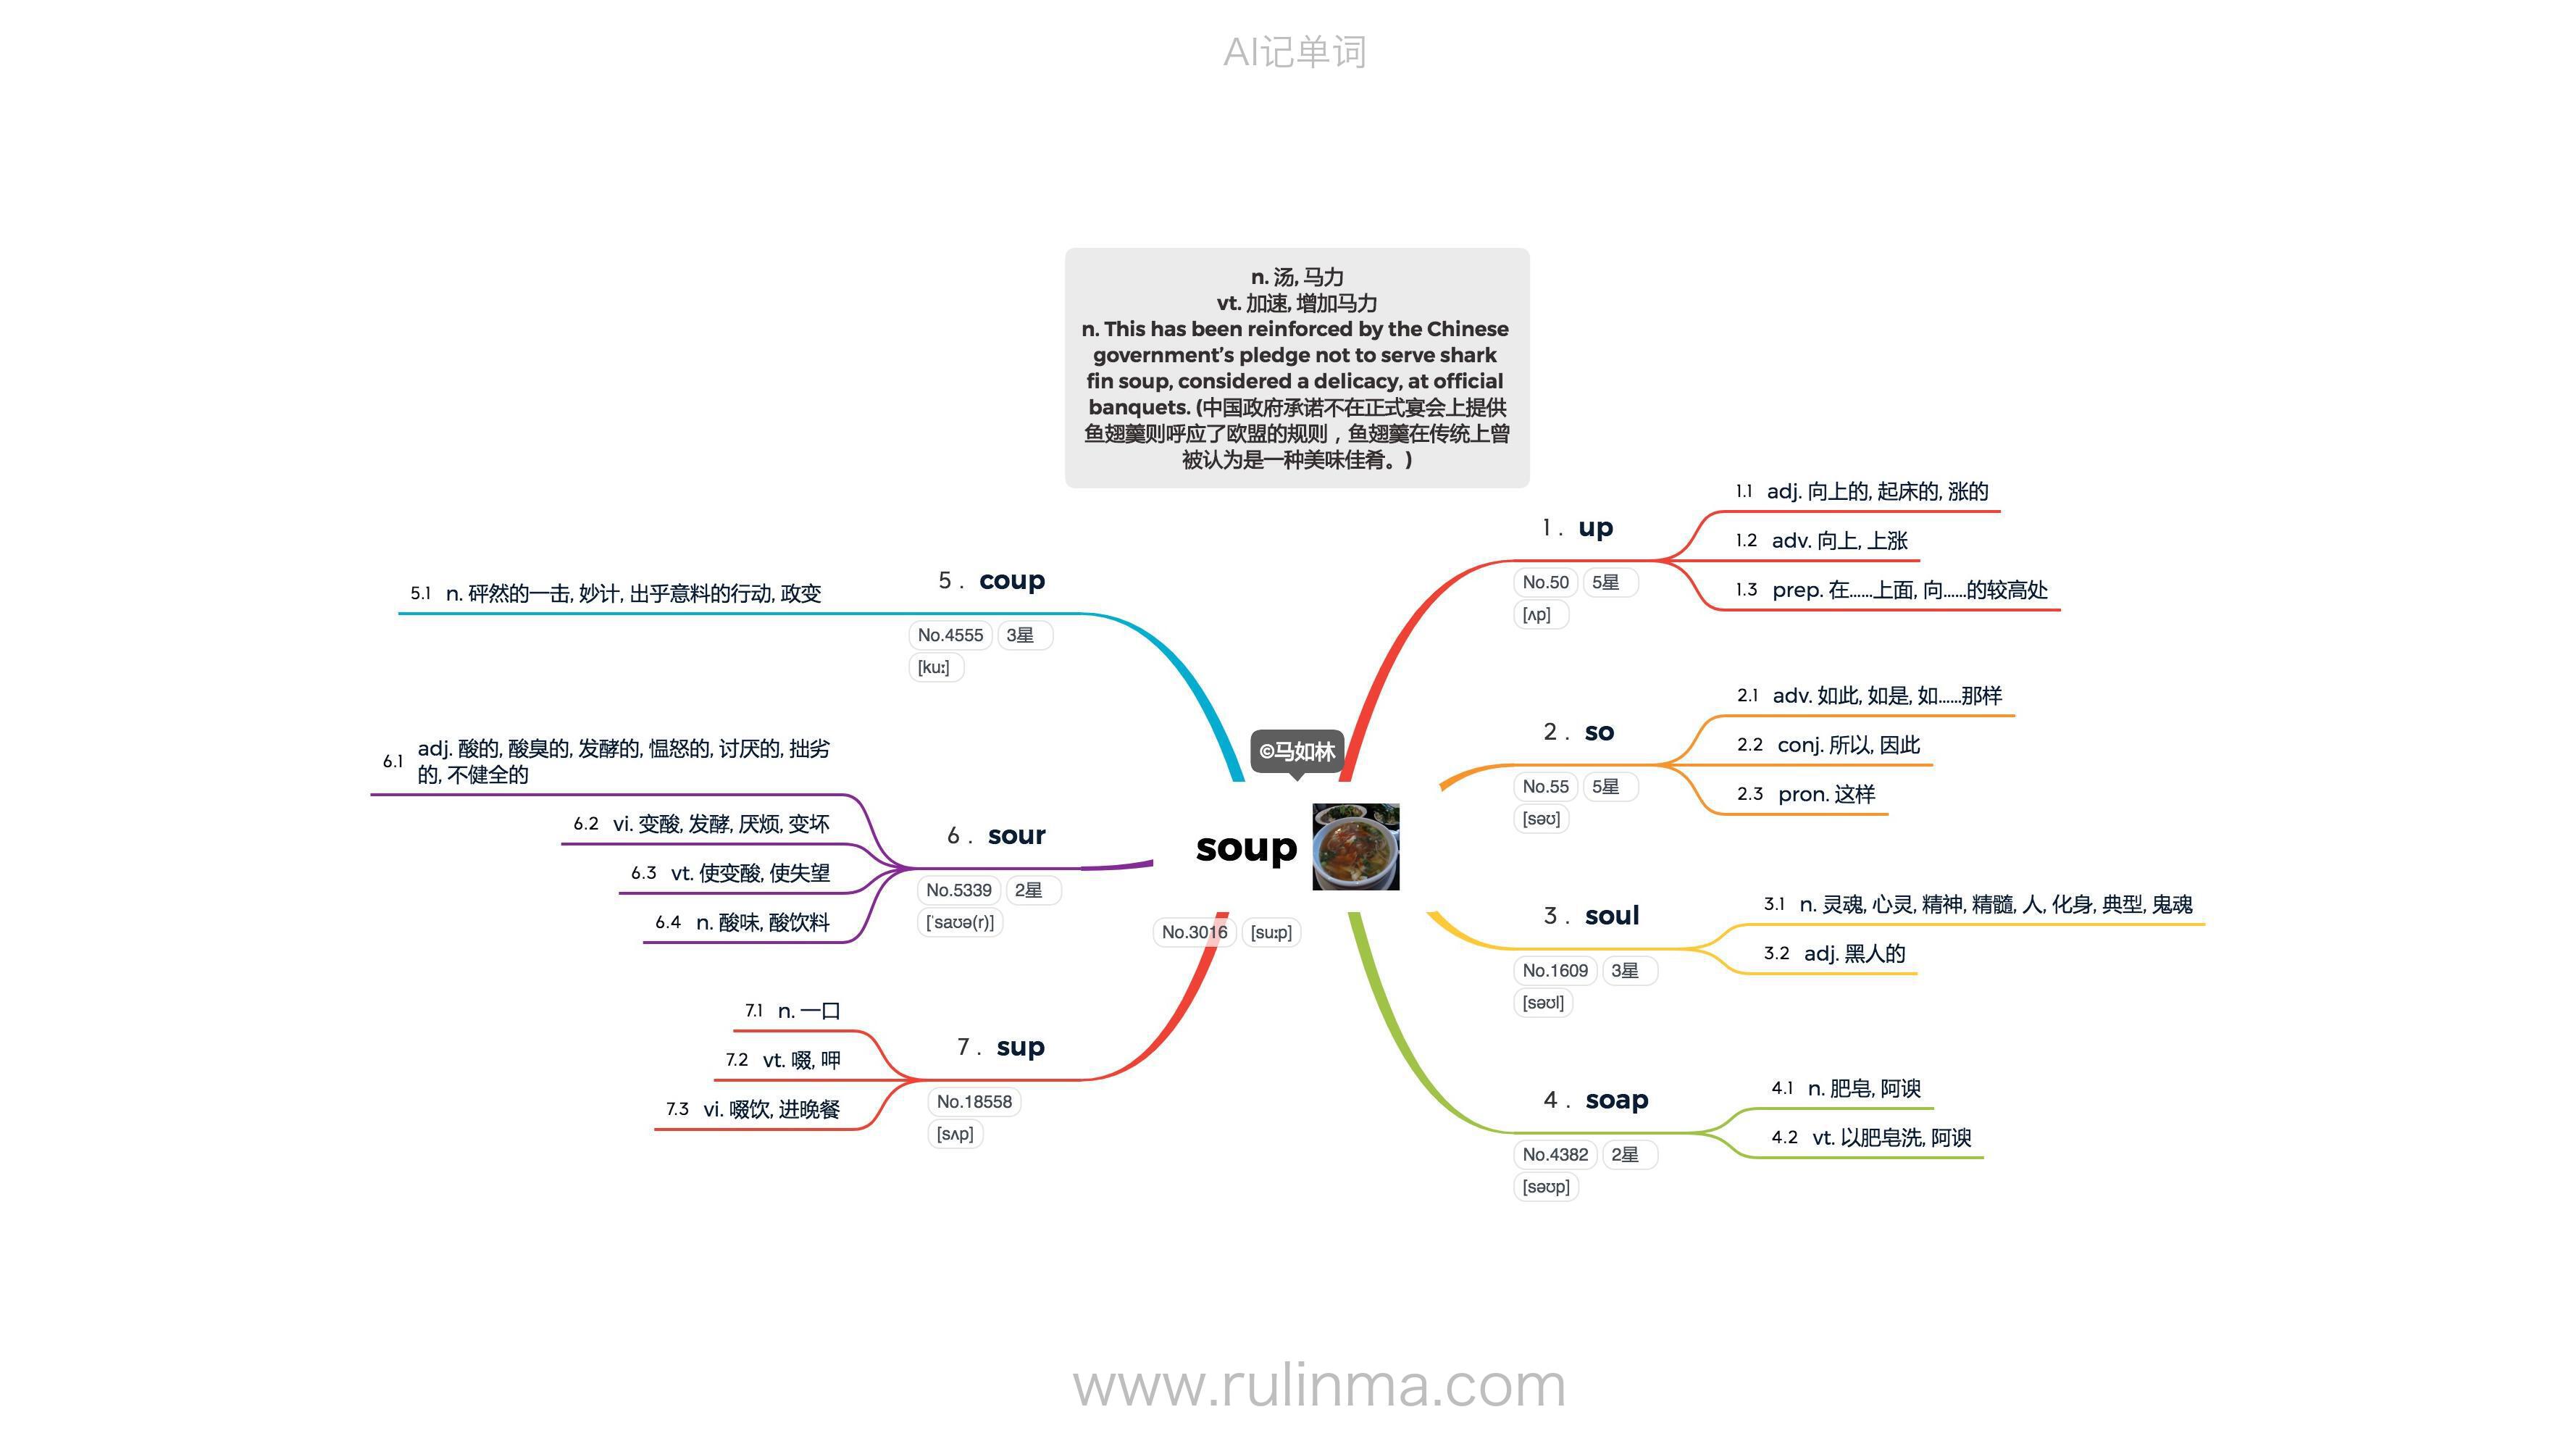 AI记单词
n. 汤, 马力
vt. 加速, 增加马力
n. This has been reinforced by the Chinese
government’s pledge not to serve shark
fin soup, considered a delicacy, at official
banquets. (中国政府承诺不在正式宴会上提供
鱼翅羹则呼应了欧盟的规则，鱼翅羹在传统上曾
被认为是一种美味佳肴。)
©马如林
soup
No.3016 [suːp]
1. up
No.50 5星
[ʌp]
1.1 adj. 向上的, 起床的, 涨的
1.2 adv. 向上, 上涨
1.3 prep. 在……上面, 向……的较高处
2. so
No.55 5星
[səʊ]
2.1 adv. 如此, 如是, 如……那样
2.2 conj. 所以, 因此
2.3 pron. 这样
3. soul
No.1609 3星
[səʊl]
3.1 n. 灵魂, 心灵, 精神, 精髓, 人, 化身, 典型, 鬼魂
3.2 adj. 黑人的
4. soap
No.4382 2星
[səʊp]
4.1 n. 肥皂, 阿谀
4.2 vt. 以肥皂洗, 阿谀
5. coup
No.4555 3星
[kuː]
5.1 n. 砰然的一击, 妙计, 出乎意料的行动, 政变
6. sour
No.5339 2星
[ˈsaʊə(r)]
6.1 adj. 酸的, 酸臭的, 发酵的, 愠怒的, 讨厌的, 拙劣
的, 不健全的
6.2 vi. 变酸, 发酵, 厌烦, 变坏
6.3 vt. 使变酸, 使失望
6.4 n. 酸味, 酸饮料
7. sup
No.18558
[sʌp]
7.1 n. 一口
7.2 vt. 啜, 呷
7.3 vi. 啜饮, 进晚餐
www.rulinma.com